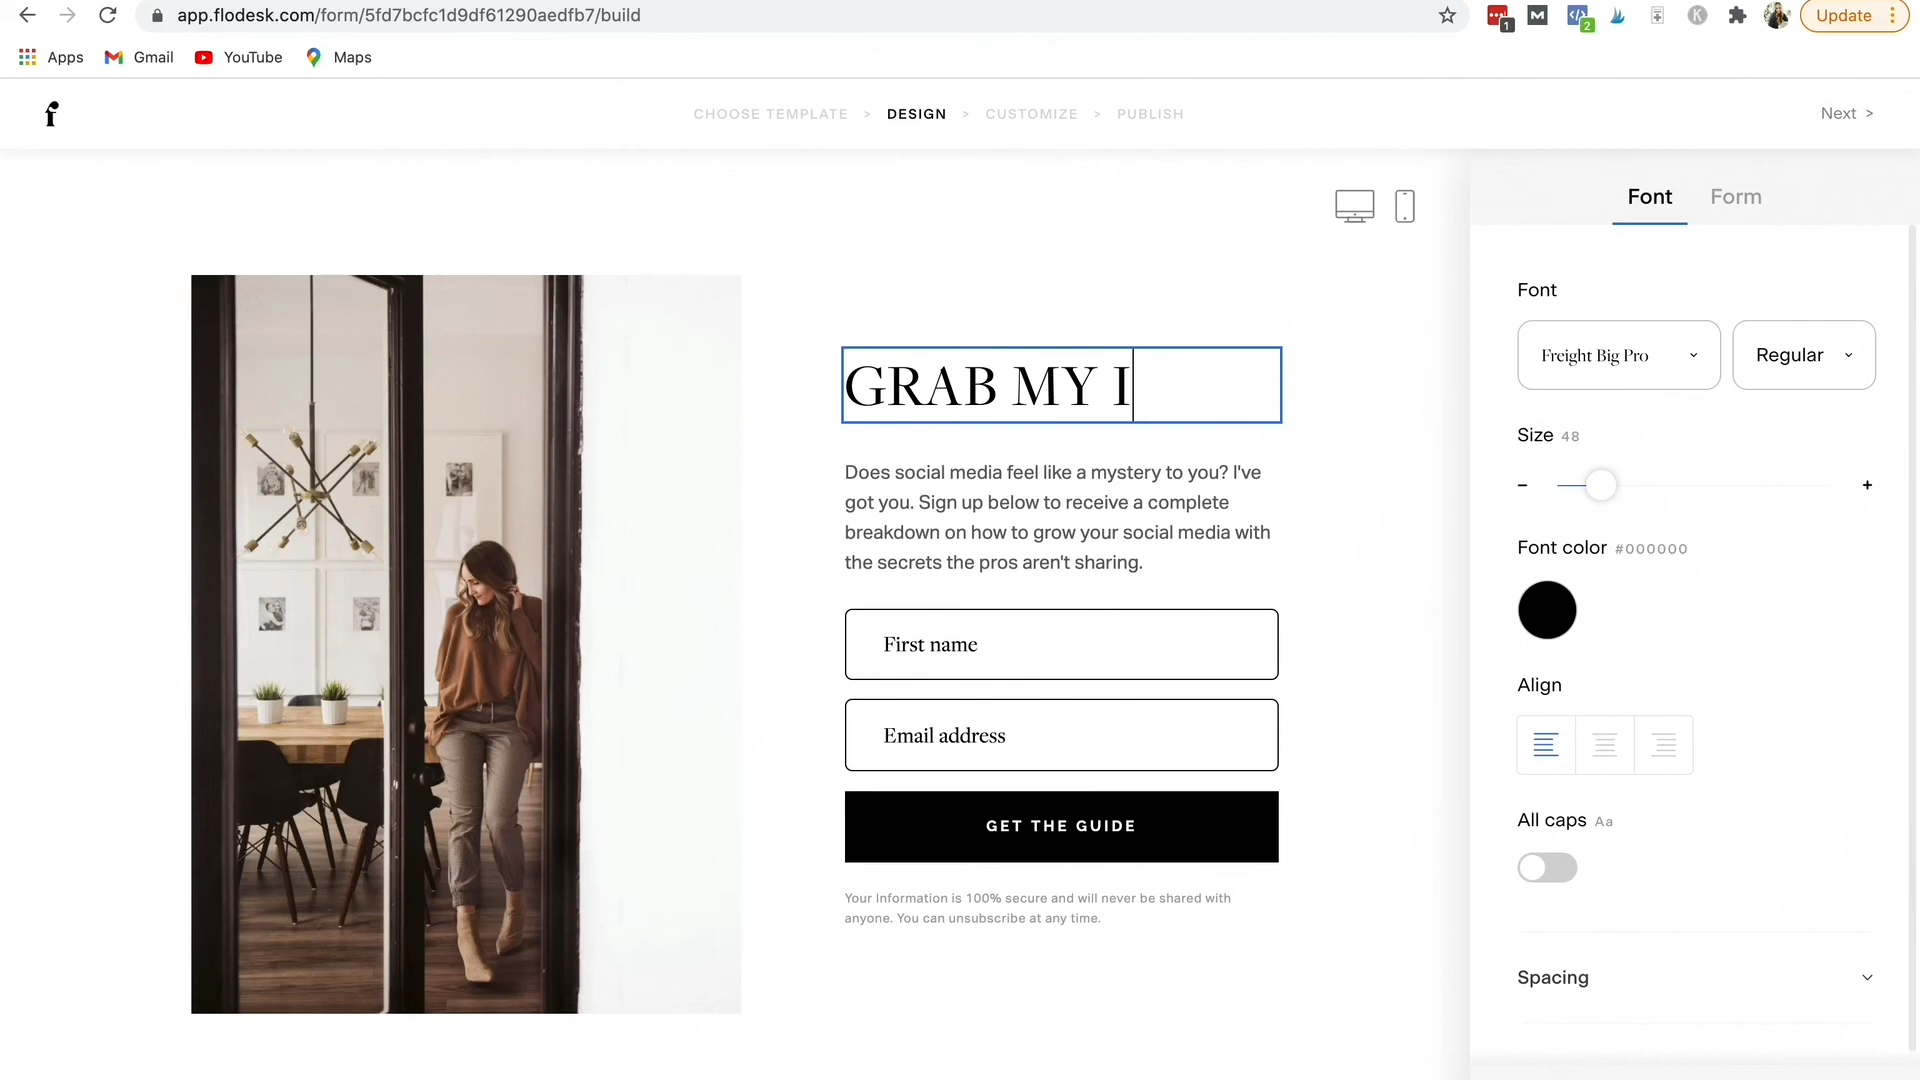 app.flodesk.com/form/5fd7bcfc1d9df61290aedfb7/build
1
2
K
Update
Apps
Gmail
YouTube
Maps
f
CHOOSE TEMPLATE > DESIGN > CUSTOMIZE > PUBLISH
Next >
GRAB MY I
Does social media feel like a mystery to you? I've
got you. Sign up below to receive a complete
breakdown on how to grow your social media with
the secrets the pros aren't sharing.
First name
Email address
GET THE GUIDE
Your Information is 100% secure and will never be shared with
anyone. You can unsubscribe at any time.
Font
Form
Font
Freight Big Pro
Regular
Size 48
Font color #000000
Align
All caps Aa
Spacing